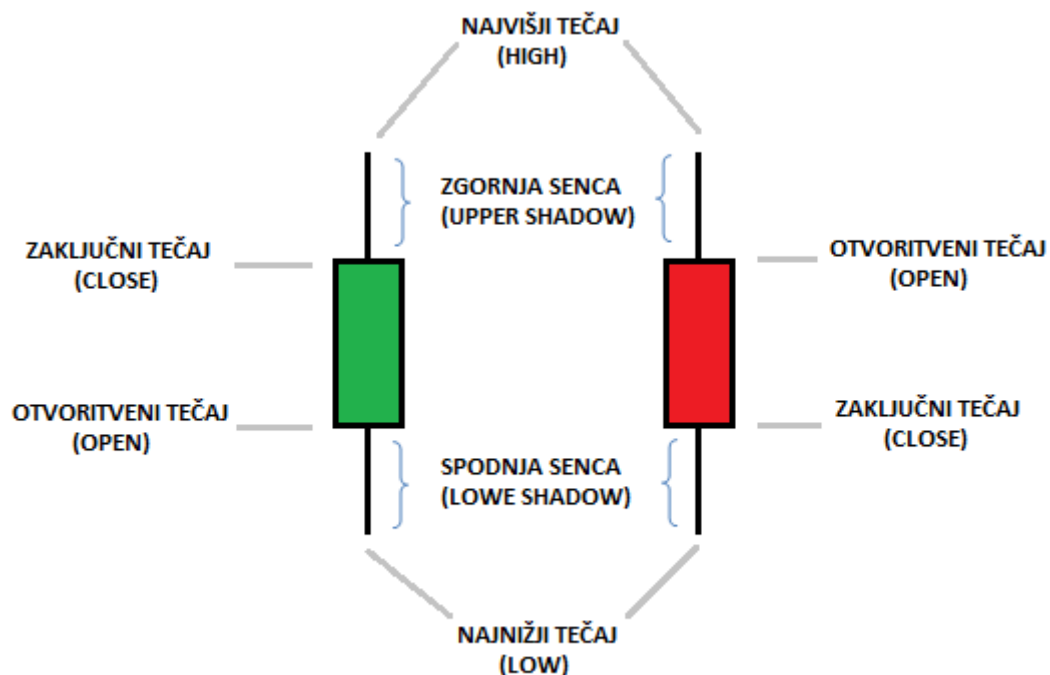 NAJVIŠJI TEČAJ
(HIGH)
ZGORNJA SENCA
(UPPER SHADOW)
ZAKLJUČNI TEČAJ
(CLOSE)
OTVORITVENI TEČAJ
(OPEN)
OTVORITVENI TEČAJ
(OPEN)
ZAKLJUČNI TEČAJ
(CLOSE)
SPODNJA SENCA
(LOWE SHADOW)
NAJNIŽJI TEČAJ
(LOW)